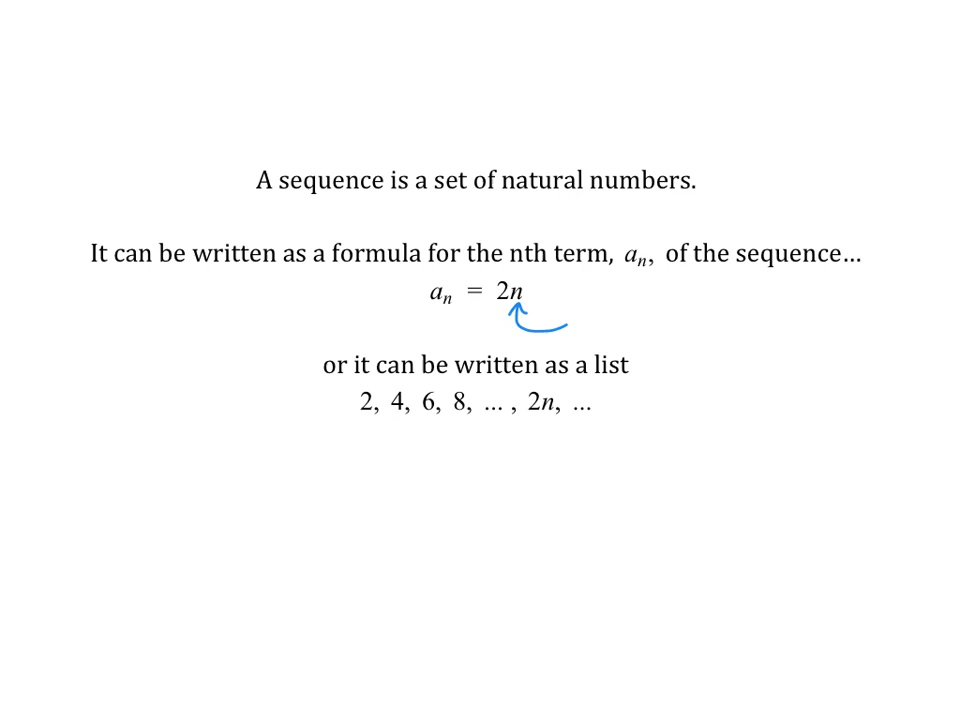 A sequence is a set of natural numbers.
It can be written as a formula for the nth term, aₙ, of the sequence…
aₙ = 2n
or it can be written as a list
2, 4, 6, 8, … , 2n, …